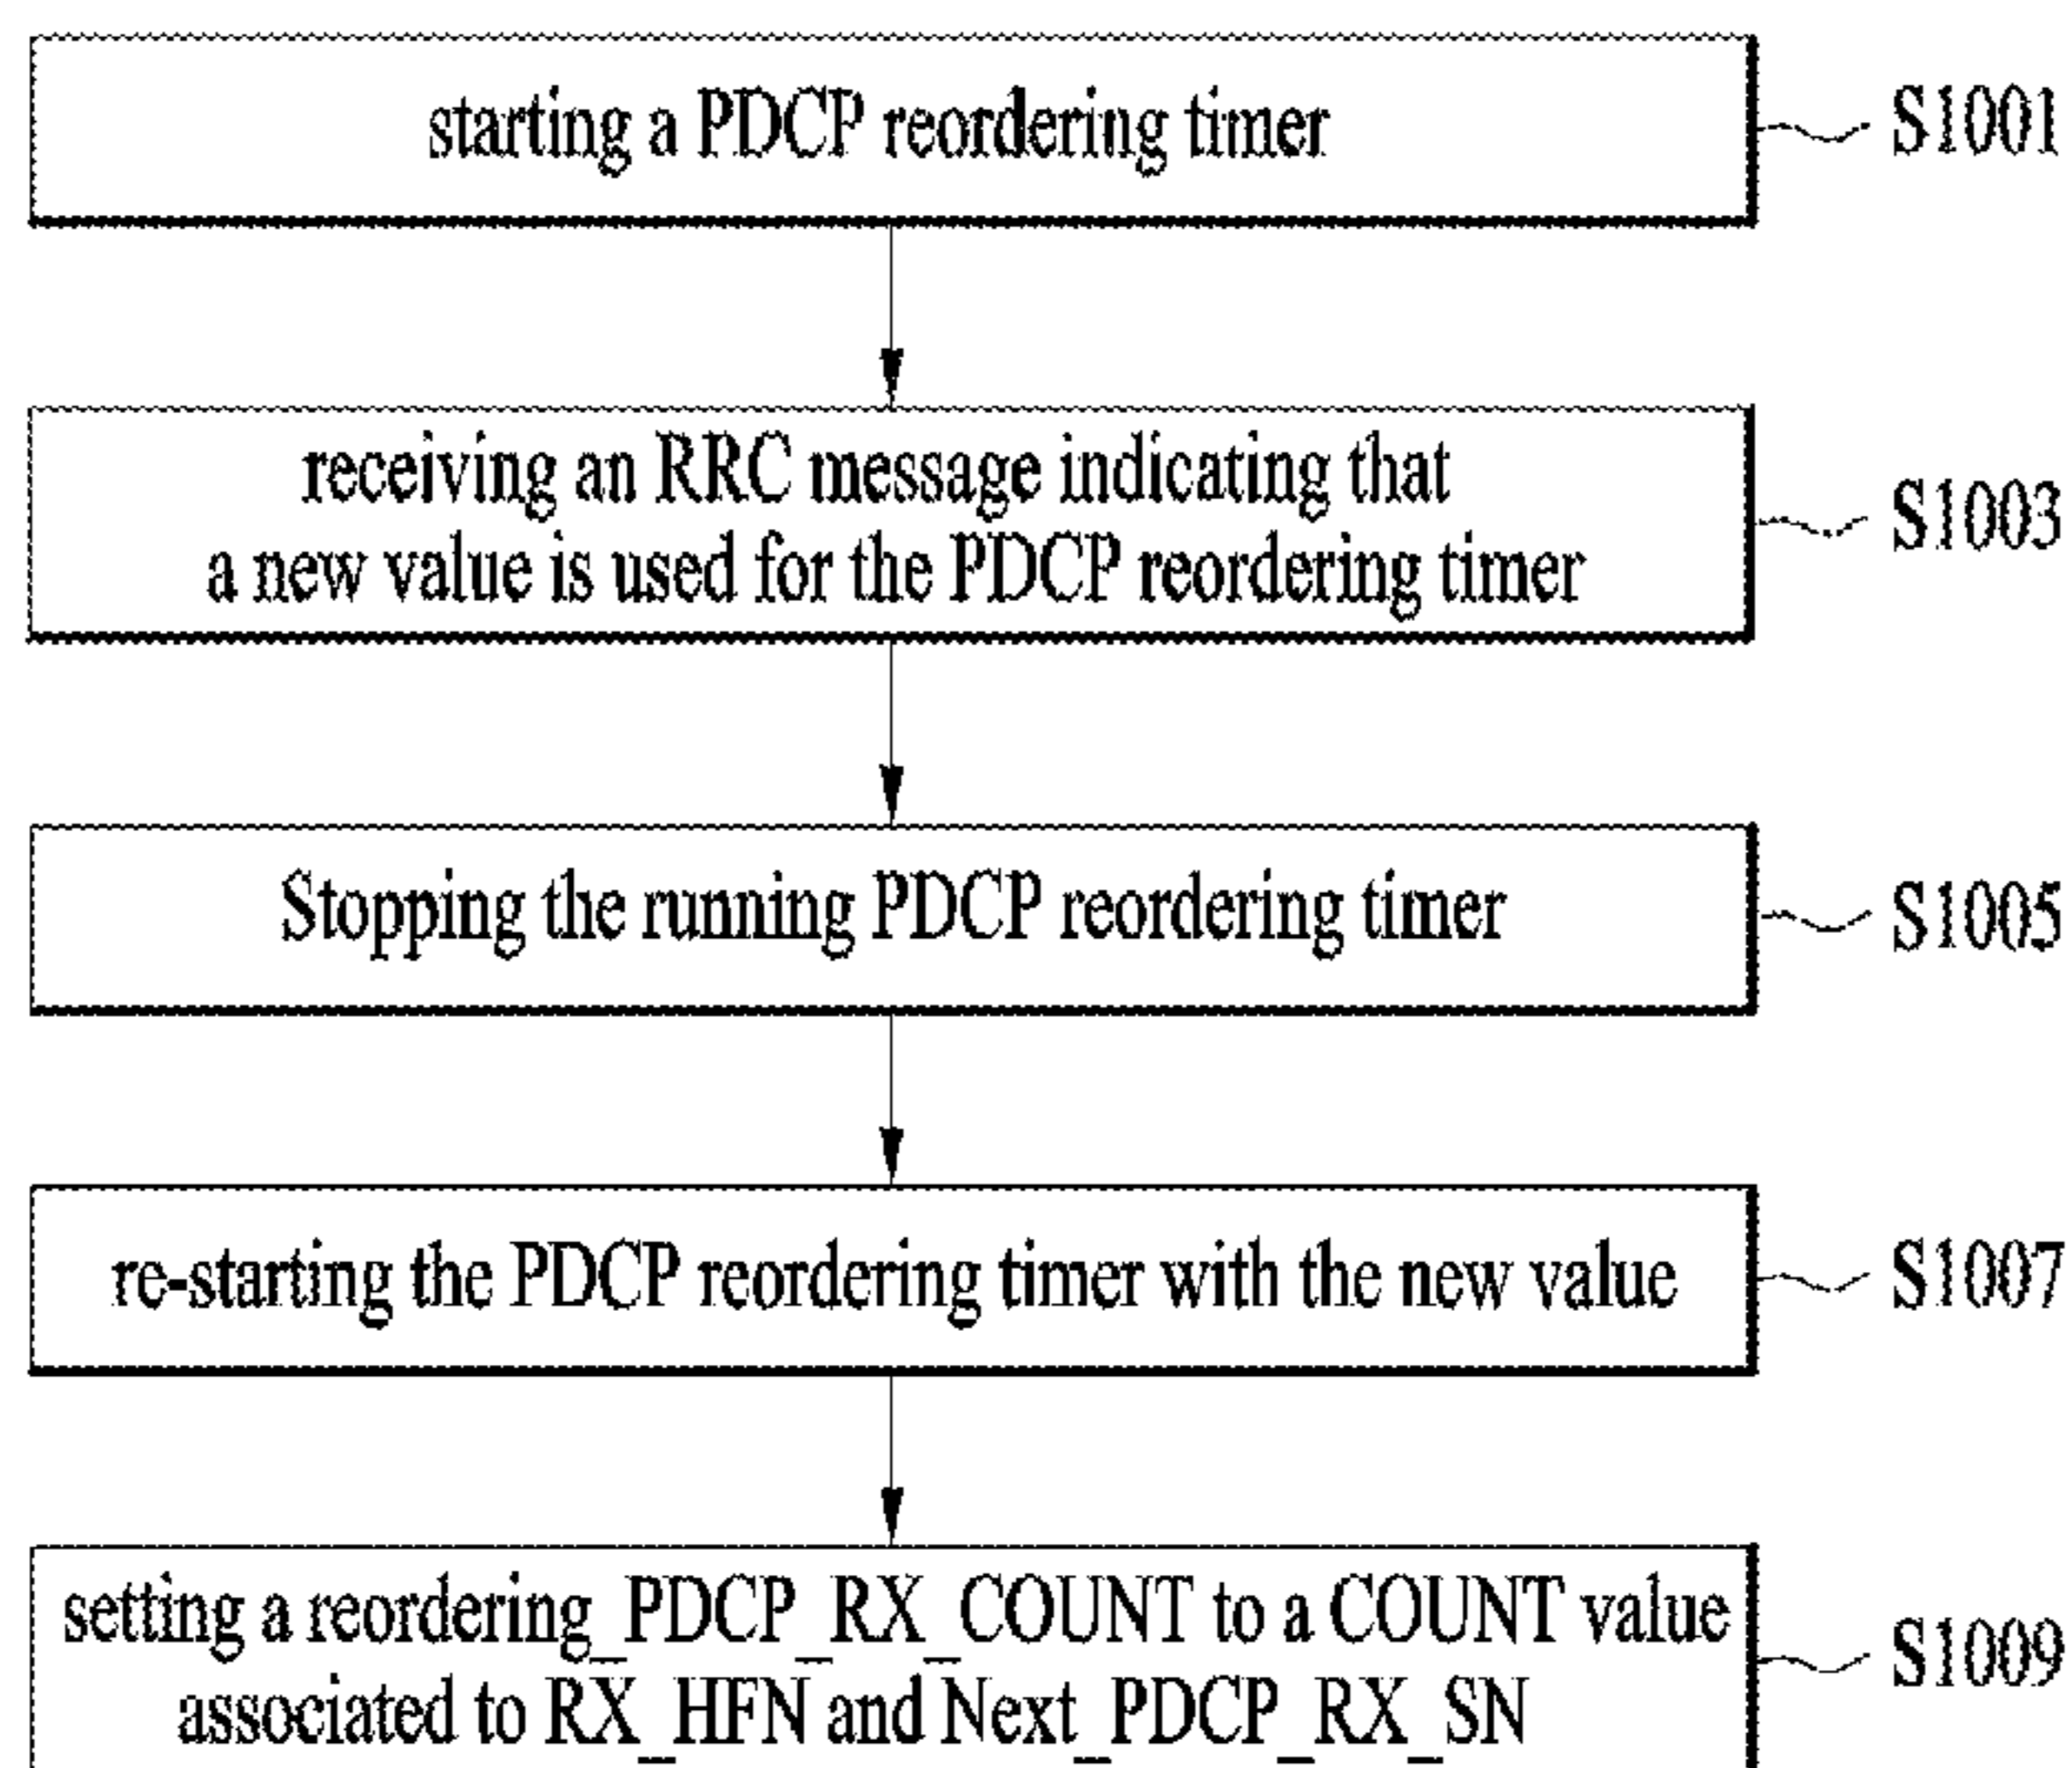 starting a PDCP reordering timer
S1001
receiving an RRC message indicating that
a new value is used for the PDCP reordering timer
S1003
Stopping the running PDCP reordering timer
S1005
re-starting the PDCP reordering timer with the new value
S1007
setting a reordering_PDCP_RX_COUNT to a COUNT value
associated to RX_HFN and Next_PDCP_RX_SN
S1009